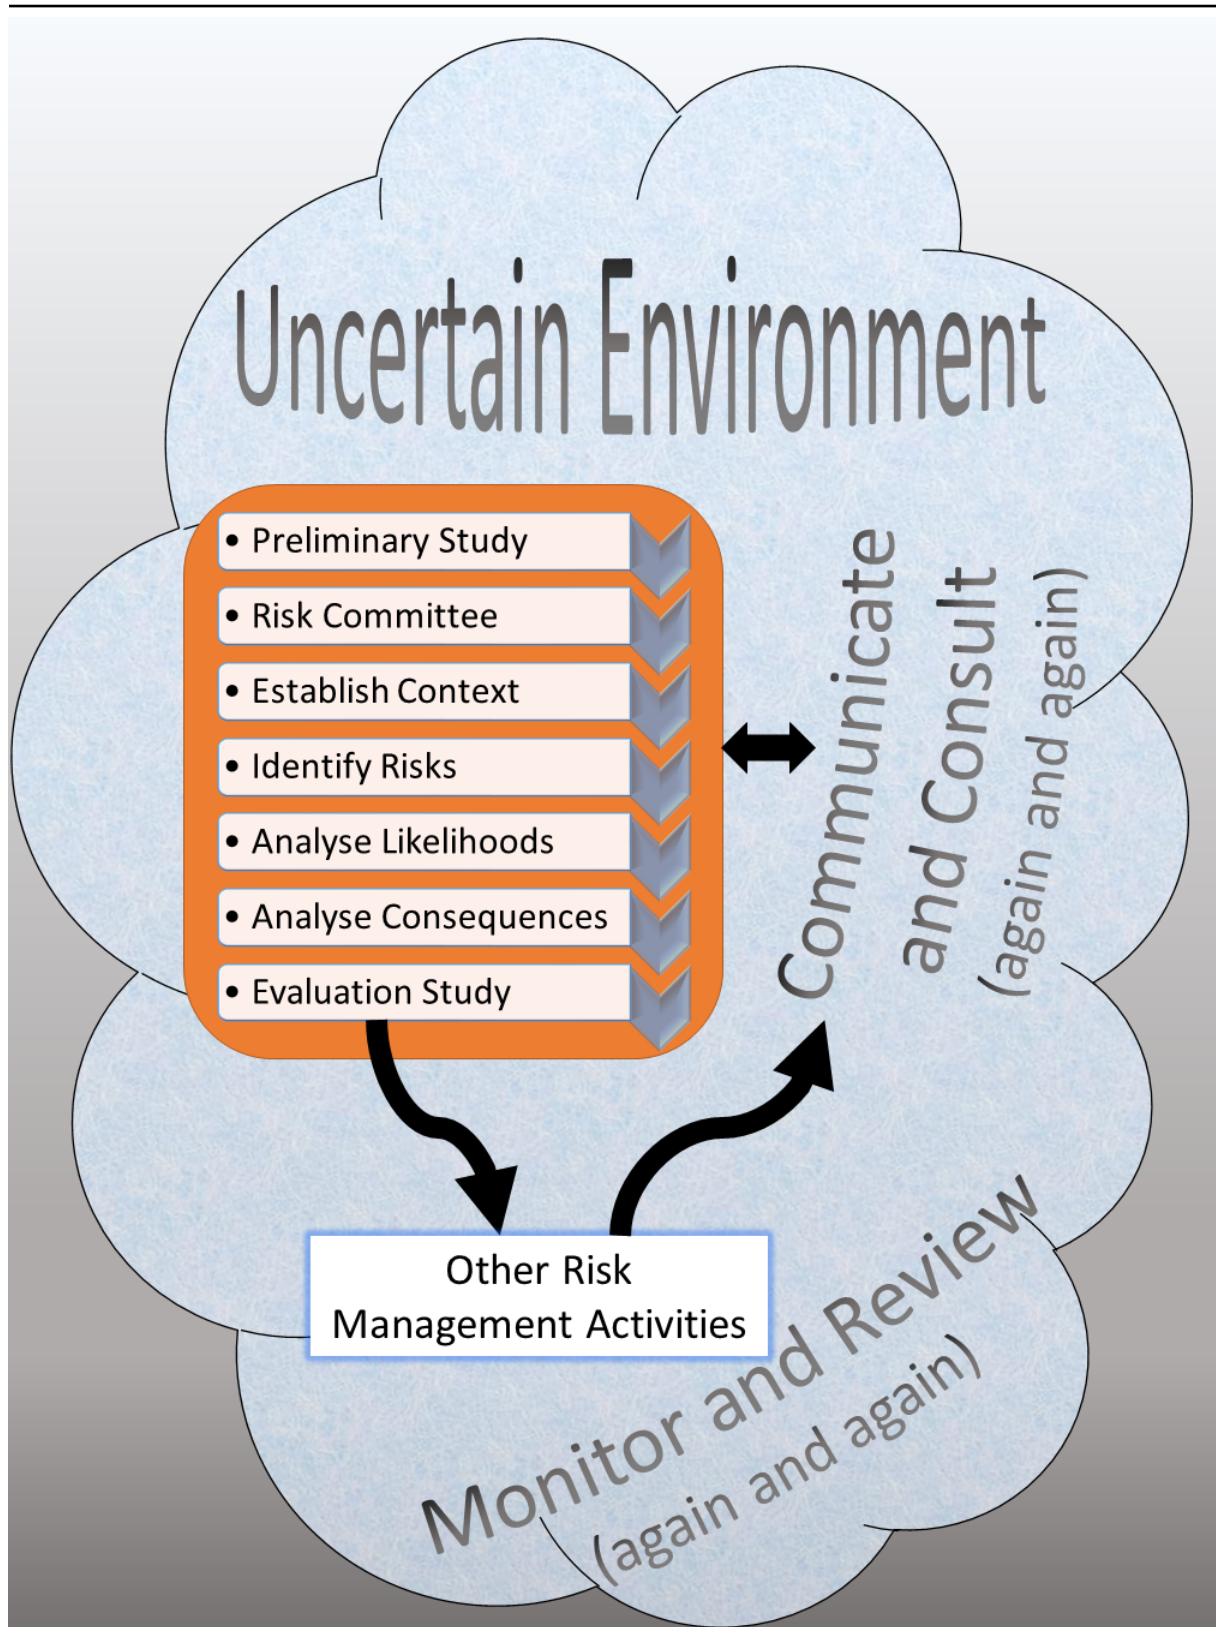 Uncertain Environment
• Preliminary Study
• Risk Committee
• Establish Context
• Identify Risks
• Analyse Likelihoods
• Analyse Consequences
• Evaluation Study
Communicate
and Consult
(again and again)
Other Risk
Management Activities
Monitor and Review
(again and again)